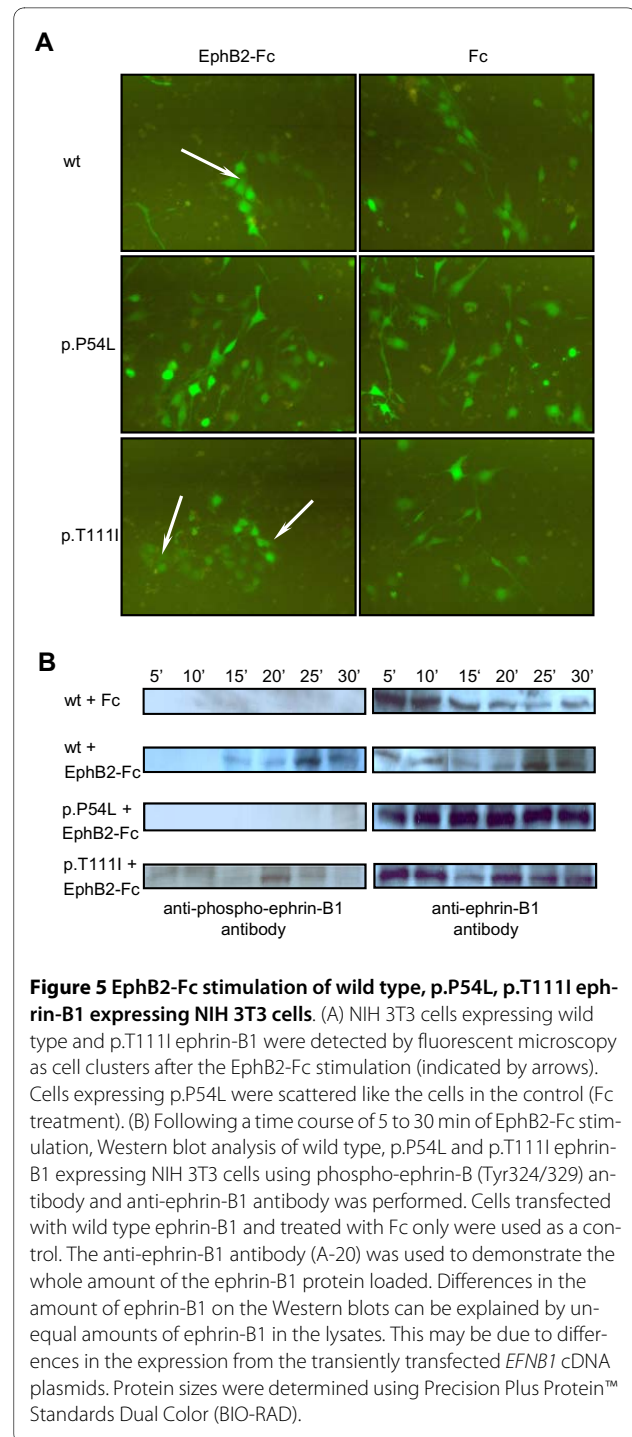 A
EphB2-Fc Fc
wt
p.P54L
p.T111I
B
5’ 10’ 15’ 20’ 25’ 30’ 5’ 10’ 15‘ 20’ 25’ 30’
wt + Fc
wt +
EphB2-Fc
p.P54L +
EphB2-Fc
p.T111I +
EphB2-Fc
anti-phospho-ephrin-B1 anti-ephrin-B1
antibody antibody
Figure 5 EphB2-Fc stimulation of wild type, p.P54L, p.T111I eph-
rin-B1 expressing NIH 3T3 cells. (A) NIH 3T3 cells expressing wild
type and p.T111I ephrin-B1 were detected by fluorescent microscopy
as cell clusters after the EphB2-Fc stimulation (indicated by arrows).
Cells expressing p.P54L were scattered like the cells in the control (Fc
treatment). (B) Following a time course of 5 to 30 min of EphB2-Fc stim-
ulation, Western blot analysis of wild type, p.P54L and p.T111I ephrin-
B1 expressing NIH 3T3 cells using phospho-ephrin-B (Tyr324/329) an-
tibody and anti-ephrin-B1 antibody was performed. Cells transfected
with wild type ephrin-B1 and treated with Fc only were used as a con-
trol. The anti-ephrin-B1 antibody (A-20) was used to demonstrate the
whole amount of the ephrin-B1 protein loaded. Differences in the
amount of ephrin-B1 on the Western blots can be explained by un-
equal amounts of ephrin-B1 in the lysates. This may be due to differ-
ences in the expression from the transiently transfected EFNB1 cDNA
plasmids. Protein sizes were determined using Precision Plus Protein™
Standards Dual Color (BIO-RAD).